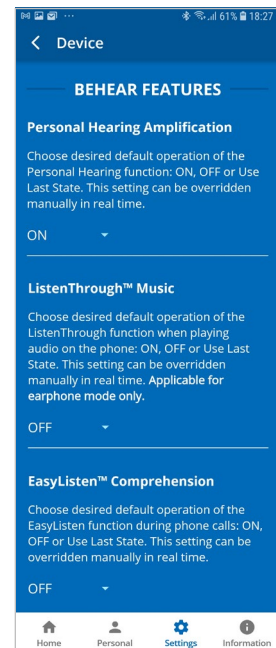 61% 18:27
Device
BEHEAR FEATURES
Personal Hearing Amplification
Choose desired default operation of the
Personal Hearing function: ON, OFF or Use
Last State. This setting can be overridden
manually in real time.
ON
ListenThrough™ Music
Choose desired default operation of the
ListenThrough function when playing
audio on the phone: ON, OFF or Use Last
State. This setting can be overridden
manually in real time. Applicable for
earphone mode only.
OFF
EasyListen™ Comprehension
Choose desired default operation of the
EasyListen function during phone calls: ON,
OFF or Use Last State. This setting can be
overridden manually in real time.
OFF
Home Personal Settings Information